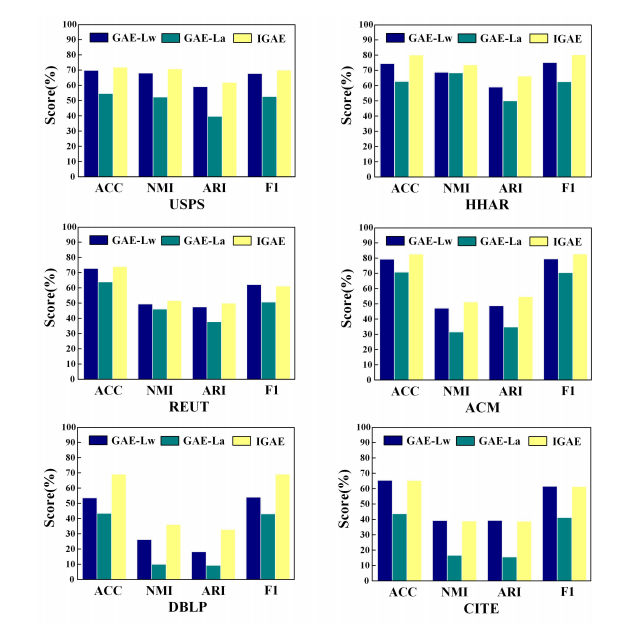 GAE-Lw GAE-La IGAE
Score(%)
100
90
80
70
60
50
40
30
20
10
0
ACC NMI ARI F1
USPS
GAE-Lw GAE-La IGAE
Score(%)
100
90
80
70
60
50
40
30
20
10
0
ACC NMI ARI F1
HHAR
GAE-Lw GAE-La IGAE
Score(%)
100
90
80
70
60
50
40
30
20
10
0
ACC NMI ARI F1
REUT
GAE-Lw GAE-La IGAE
Score(%)
100
90
80
70
60
50
40
30
20
10
0
ACC NMI ARI F1
ACM
GAE-Lw GAE-La IGAE
Score(%)
100
90
80
70
60
50
40
30
20
10
0
ACC NMI ARI F1
DBLP
GAE-Lw GAE-La IGAE
Score(%)
100
90
80
70
60
50
40
30
20
10
0
ACC NMI ARI F1
CITE